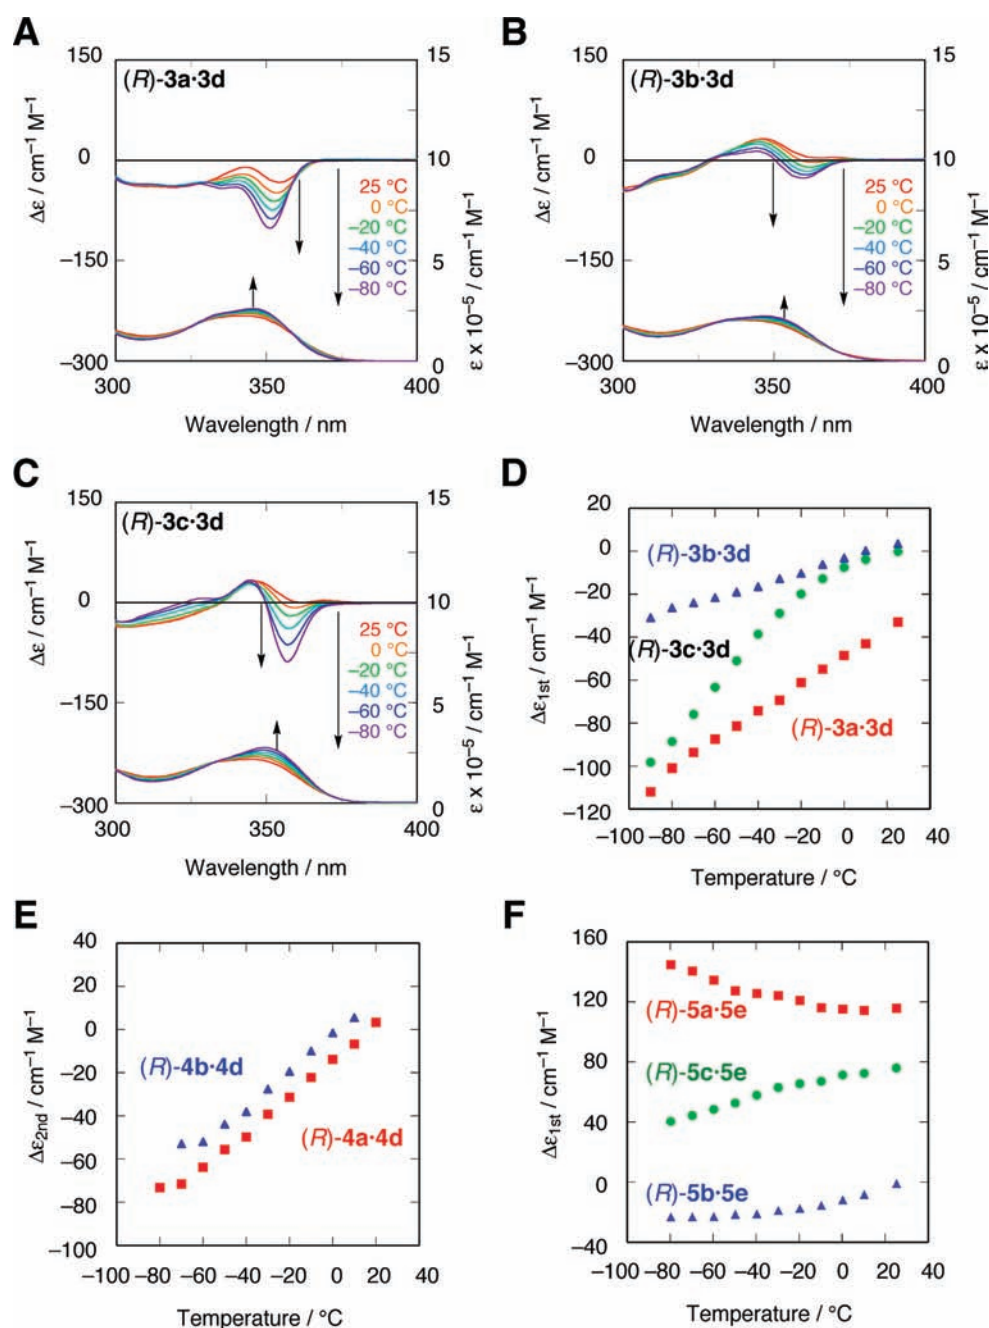 A
(R)-3a·3d
150
0
−150
−300
Δε / cm⁻¹ M⁻¹
15
10
5
0
ε x 10⁻⁵ / cm⁻¹ M⁻¹
25 °C
0 °C
−20 °C
−40 °C
−60 °C
−80 °C
300
350
400
Wavelength / nm
B
(R)-3b·3d
150
0
−150
−300
Δε / cm⁻¹ M⁻¹
15
10
5
0
ε x 10⁻⁵ / cm⁻¹ M⁻¹
25 °C
0 °C
−20 °C
−40 °C
−60 °C
−80 °C
300
350
400
Wavelength / nm
C
(R)-3c·3d
150
0
−150
−300
Δε / cm⁻¹ M⁻¹
15
10
5
0
ε x 10⁻⁵ / cm⁻¹ M⁻¹
25 °C
0 °C
−20 °C
−40 °C
−60 °C
−80 °C
300
350
400
Wavelength / nm
D
20
0
−20
−40
−60
−80
−100
−120
Δε1st / cm⁻¹ M⁻¹
(R)-3b·3d
(R)-3c·3d
(R)-3a·3d
−100 −80 −60 −40 −20 0 20 40
Temperature / °C
E
40
20
0
−20
−40
−60
−80
−100
Δε2nd / cm⁻¹ M⁻¹
(R)-4b·4d
(R)-4a·4d
−100 −80 −60 −40 −20 0 20 40
Temperature / °C
F
160
120
80
40
0
−40
Δε1st / cm⁻¹ M⁻¹
(R)-5a·5e
(R)-5c·5e
(R)-5b·5e
−100 −80 −60 −40 −20 0 20 40
Temperature / °C